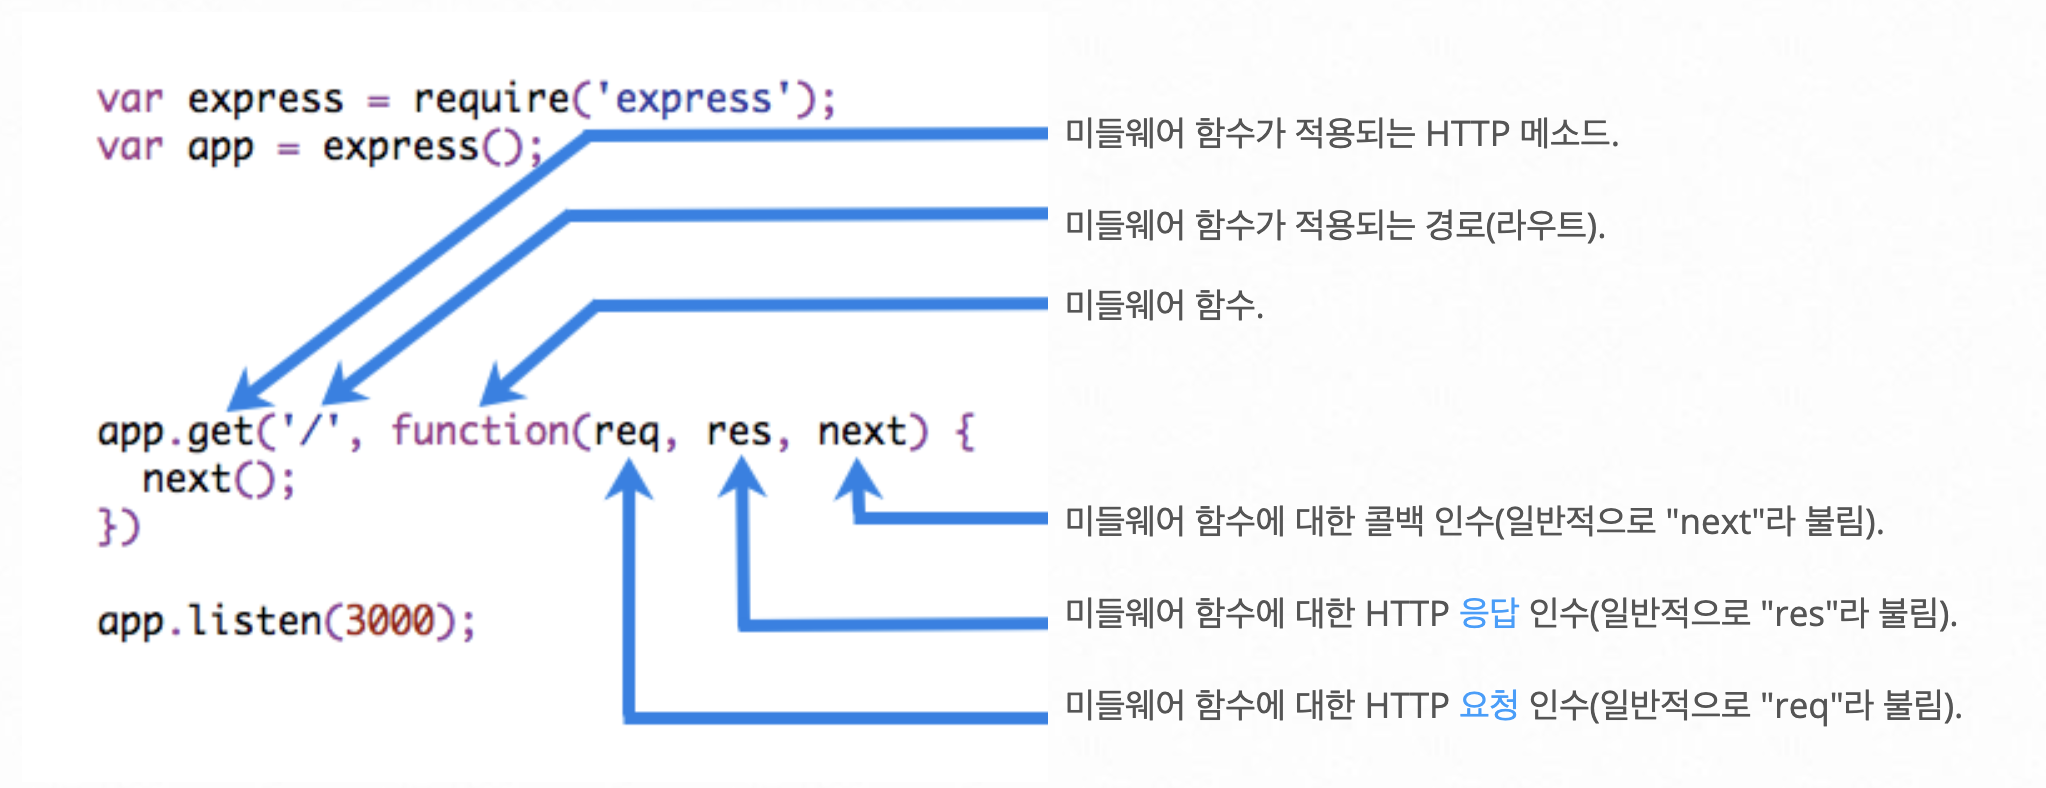 var express = require('express');
var app = express();
미들웨어 함수가 적용되는 HTTP 메소드.
미들웨어 함수가 적용되는 경로(라우트).
미들웨어 함수.
app.get('/', function(req, res, next) {
next();
})
app.listen(3000);
미들웨어 함수에 대한 콜백 인수(일반적으로 "next"라 불림).
미들웨어 함수에 대한 HTTP 응답 인수(일반적으로 "res"라 불림).
미들웨어 함수에 대한 HTTP 요청 인수(일반적으로 "req"라 불림).